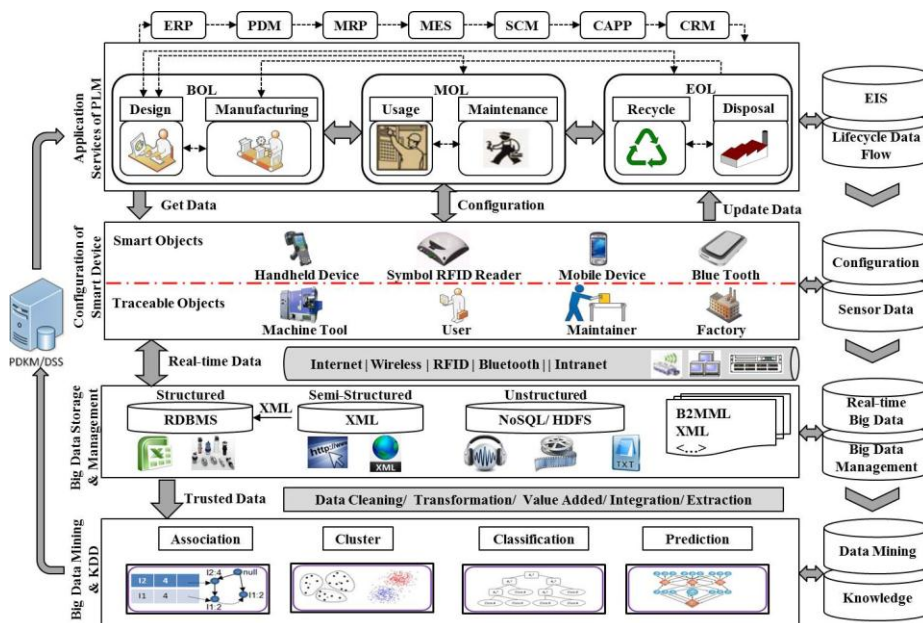 ERP PDM MRP MES SCM CAPP CRM
Application
Services of PLM
BOL MOL EOL
Design Manufacturing Usage Maintenance Recycle Disposal
EIS
Lifecycle Data
Flow
Get Data Configuration Update Data
Configuration of
Smart Device
Smart Objects
Handheld Device Symbol RFID Reader Mobile Device Blue Tooth
Traceable Objects
Machine Tool User Maintainer Factory
Configuration
Sensor Data
PDKM/DSS
Real-time Data
Internet | Wireless | RFID | Bluetooth | | Intranet
Big Data Storage
& Management
Structured Semi-Structured Unstructured
RDBMS XML XML NoSQL/ HDFS
B2MML
XML
<...>
http://www
XML
TXT
Real-time
Big Data
Big Data
Management
Trusted Data
Data Cleaning/ Transformation/ Value Added/ Integration/ Extraction
Big Data Mining
& KDD
Association Cluster Classification Prediction
I2 4
I1 4
I2:4 null
I1:2
I1:2
Data Mining
Knowledge